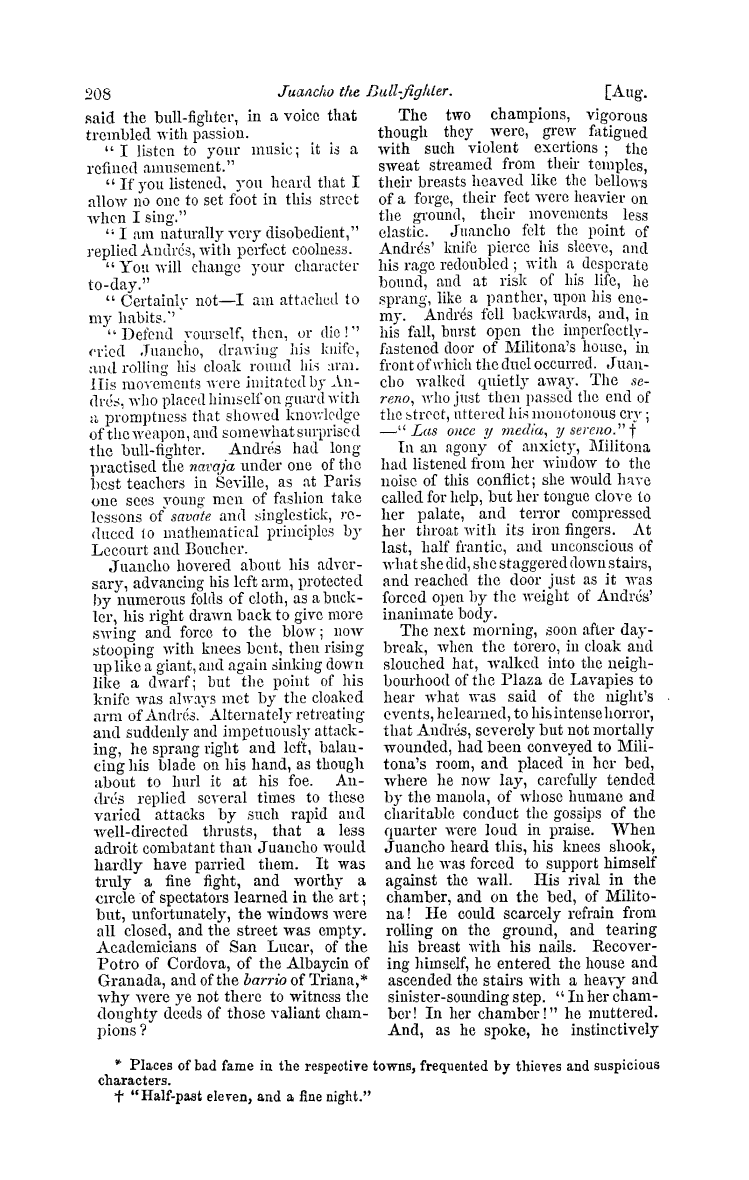 208
Juancho the Bull-fighter.
[Aug.
said the bull-fighter, in a voice that
trembled with passion.
“ I listen to your music; it is a
refined amusement.”
“ If you listened, you heard that I
allow no one to set foot in this street
when I sing.”
“ I am naturally very disobedient,”
replied Andrés, with perfect coolness.
“ You will change your character
to-day.”
“ Certainly not—I am attached to
my habits.”
“ Defend yourself, then, or die!”
cried Juancho, drawing his knife,
and rolling his cloak round his arm.
His movements were imitated by An-
drés, who placed himself on guard with
a promptness that showed knowledge
of the weapon, and somewhat surprised
the bull-fighter. Andrés had long
practised the navaja under one of the
best teachers in Seville, as at Paris
one sees young men of fashion take
lessons of savate and singlestick, re-
duced to mathematical principles by
Lecourt and Boucher.
Juancho hovered about his adver-
sary, advancing his left arm, protected
by numerous folds of cloth, as a buck-
ler, his right drawn back to give more
swing and force to the blow; now
stooping with knees bent, then rising
up like a giant, and again sinking down
like a dwarf; but the point of his
knife was always met by the cloaked
arm of Andrés. Alternately retreating
and suddenly and impetuously attack-
ing, he sprang right and left, balan-
cing his blade on his hand, as though
about to hurl it at his foe. An-
drés replied several times to these
varied attacks by such rapid and
well-directed thrusts, that a less
adroit combatant than Juancho would
hardly have parried them. It was
truly a fine fight, and worthy a
circle of spectators learned in the art;
but, unfortunately, the windows were
all closed, and the street was empty.
Academicians of San Lucar, of the
Potro of Cordova, of the Albaycin of
Granada, and of the barrio of Triana,*
why were ye not there to witness the
doughty deeds of those valiant cham-
pions?
The two champions, vigorous
though they were, grew fatigued
with such violent exertions; the
sweat streamed from their temples,
their breasts heaved like the bellows
of a forge, their feet were heavier on
the ground, their movements less
elastic. Juancho felt the point of
Andrés’ knife pierce his sleeve, and
his rage redoubled; with a desperate
bound, and at risk of his life, he
sprang, like a panther, upon his ene-
my. Andrés fell backwards, and, in
his fall, burst open the imperfectly-
fastened door of Militona’s house, in
front of which the duel occurred. Juan-
cho walked quietly away. The se-
reno, who just then passed the end of
the street, uttered his monotonous cry;
—“ Las once y media, y sereno.” †
In an agony of anxiety, Militona
had listened from her window to the
noise of this conflict; she would have
called for help, but her tongue clove to
her palate, and terror compressed
her throat with its iron fingers. At
last, half frantic, and unconscious of
what she did, she staggered down stairs,
and reached the door just as it was
forced open by the weight of Andrés’
inanimate body.
The next morning, soon after day-
break, when the torero, in cloak and
slouched hat, walked into the neigh-
bourhood of the Plaza de Lavapies to
hear what was said of the night’s
events, he learned, to his intense horror,
that Andrés, severely but not mortally
wounded, had been conveyed to Mili-
tona’s room, and placed in her bed,
where he now lay, carefully tended
by the manola, of whose humane and
charitable conduct the gossips of the
quarter were loud in praise. When
Juancho heard this, his knees shook,
and he was forced to support himself
against the wall. His rival in the
chamber, and on the bed, of Milito-
na! He could scarcely refrain from
rolling on the ground, and tearing
his breast with his nails. Recover-
ing himself, he entered the house and
ascended the stairs with a heavy and
sinister-sounding step. “ In her cham-
ber! In her chamber!” he muttered.
And, as he spoke, he instinctively
* Places of bad fame in the respective towns, frequented by thieves and suspicious
characters.
† “Half-past eleven, and a fine night.”